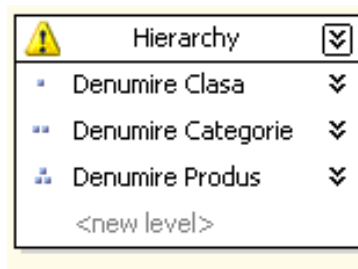 Hierarchy
Denumire Clasa
Denumire Categorie
Denumire Produs
<new level>